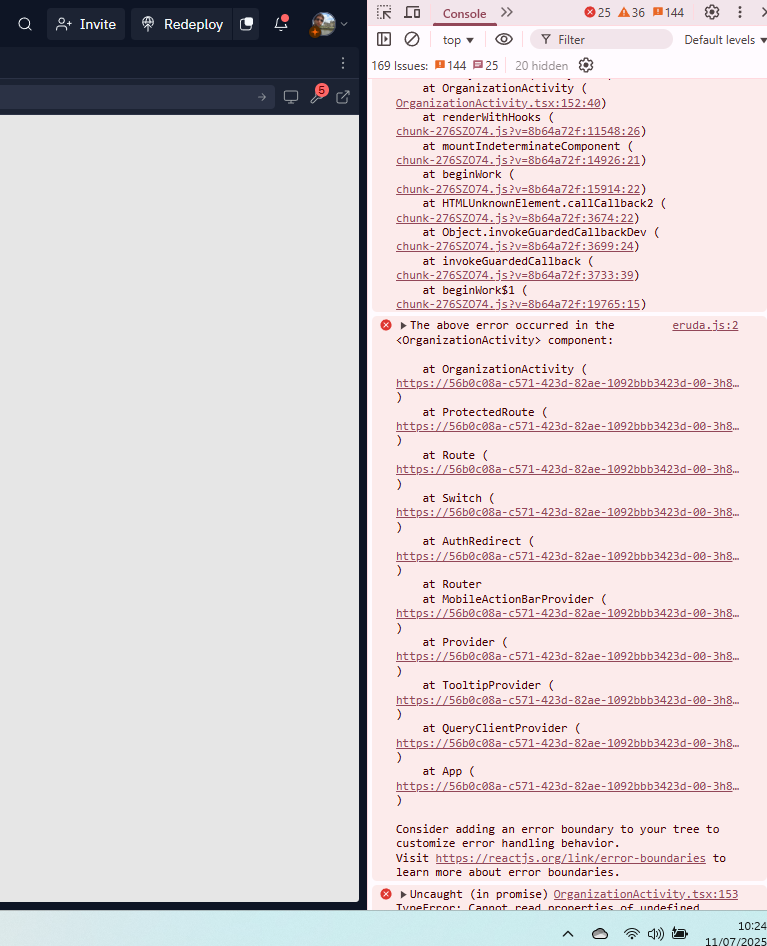 Invite
Redeploy
Console
25
36
144
top
Filter
Default levels
169 Issues:
144
25
20 hidden
5
at OrganizationActivity (
OrganizationActivity.tsx:152:40)
at renderWithHooks (
chunk-276SZO74.js?v=8b64a72f:11548:26)
at mountIndeterminateComponent (
chunk-276SZO74.js?v=8b64a72f:14926:21)
at beginWork (
chunk-276SZO74.js?v=8b64a72f:15914:22)
at HTMLUnknownElement.callCallback2 (
chunk-276SZO74.js?v=8b64a72f:3674:22)
at Object.invokeGuardedCallbackDev (
chunk-276SZO74.js?v=8b64a72f:3699:24)
at invokeGuardedCallback (
chunk-276SZO74.js?v=8b64a72f:3733:39)
at beginWork$1 (
chunk-276SZO74.js?v=8b64a72f:19765:15)
The above error occurred in the eruda.js:2
<OrganizationActivity> component:
at OrganizationActivity (
https://56b0c08a-c571-423d-82ae-1092bbb3423d-00-3h8…
)
at ProtectedRoute (
https://56b0c08a-c571-423d-82ae-1092bbb3423d-00-3h8…
)
at Route (
https://56b0c08a-c571-423d-82ae-1092bbb3423d-00-3h8…
)
at Switch (
https://56b0c08a-c571-423d-82ae-1092bbb3423d-00-3h8…
)
at AuthRedirect (
https://56b0c08a-c571-423d-82ae-1092bbb3423d-00-3h8…
)
at Router
at MobileActionBarProvider (
https://56b0c08a-c571-423d-82ae-1092bbb3423d-00-3h8…
)
at Provider (
https://56b0c08a-c571-423d-82ae-1092bbb3423d-00-3h8…
)
at TooltipProvider (
https://56b0c08a-c571-423d-82ae-1092bbb3423d-00-3h8…
)
at QueryClientProvider (
https://56b0c08a-c571-423d-82ae-1092bbb3423d-00-3h8…
)
at App (
https://56b0c08a-c571-423d-82ae-1092bbb3423d-00-3h8…
)
Consider adding an error boundary to your tree to
customize error handling behavior.
Visit https://reactjs.org/link/error-boundaries to
learn more about error boundaries.
Uncaught (in promise) OrganizationActivity.tsx:153
TypeError: Cannot read properties of undefined
10:24
11/07/2025